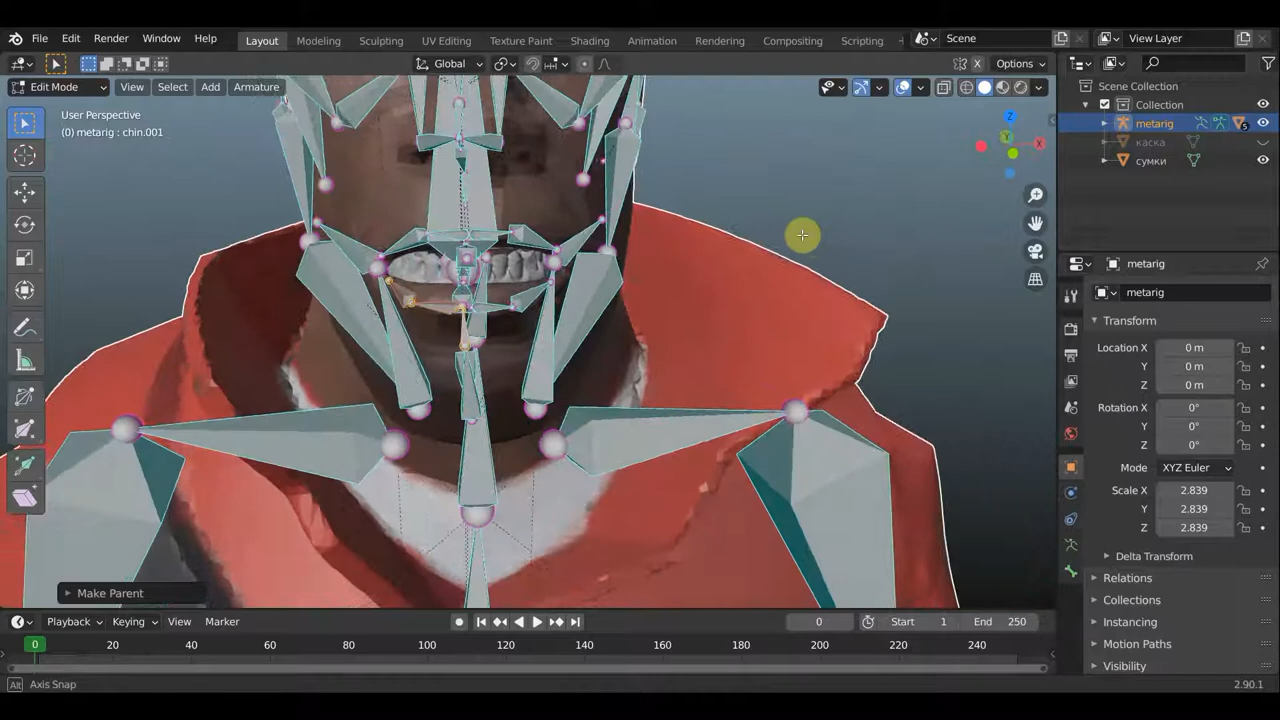 File Edit Render Window Help Layout Modeling Sculpting UV Editing Texture Paint Shading Animation Rendering Compositing Scripting Scene View Layer
Global Options
Edit Mode View Select Add Armature
User Perspective
(0) metarig : chin.001
Z
Y
X
Scene Collection
Collection
metarig
5
каска
сумки
metarig
metarig
Transform
Location X 0 m
Y 0 m
Z 0 m
Rotation X 0°
Y 0°
Z 0°
Mode XYZ Euler
Scale X 2.839
Y 2.839
Z 2.839
Delta Transform
Relations
Collections
Instancing
Motion Paths
Visibility
Make Parent
Playback Keying View Marker 0 Start 1 End 250
0 20 40 60 80 100 120 140 160 180 200 220 240
Alt Axis Snap 2.90.1